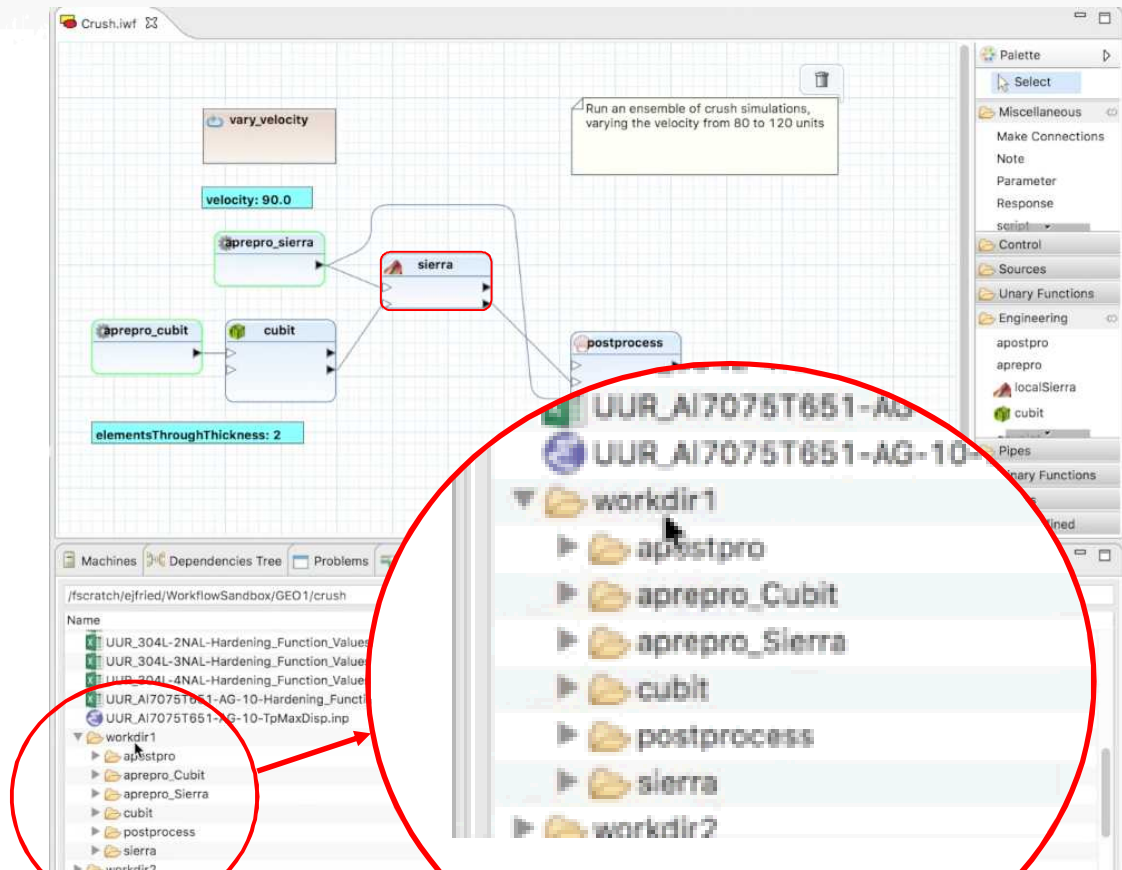 Crush.iwf
Palette
Select
Miscellaneous
Make Connections
Note
Parameter
Response
script
Control
Sources
Unary Functions
Engineering
apostpro
aprepro
localSierra
cubit
Pipes
nary Functions
ined
vary_velocity
Run an ensemble of crush simulations,
varying the velocity from 80 to 120 units
velocity: 90.0
aprepro_sierra
sierra
aprepro_cubit
cubit
postprocess
elementsThroughThickness: 2
Machines
Dependencies Tree
Problems
/fscratch/ejfried/WorkflowSandbox/GEO1/crush
Name
UUR_304L-2NAL-Hardening_Function_Values
UUR_304L-3NAL-Hardening_Function_Values
UUR_304L-4NAL-Hardening_Function_Values
UUR_Al7075T651-AG-10-Hardening_Functi
UUR_Al7075T651-AG-10-TpMaxDisp.inp
workdir1
apostpro
aprepro_Cubit
aprepro_Sierra
cubit
postprocess
sierra
workdir2
UUR_Al7075T651-AG
UUR_Al7075T651-AG-10-
workdir1
apostpro
aprepro_Cubit
aprepro_Sierra
cubit
postprocess
sierra
workdir2